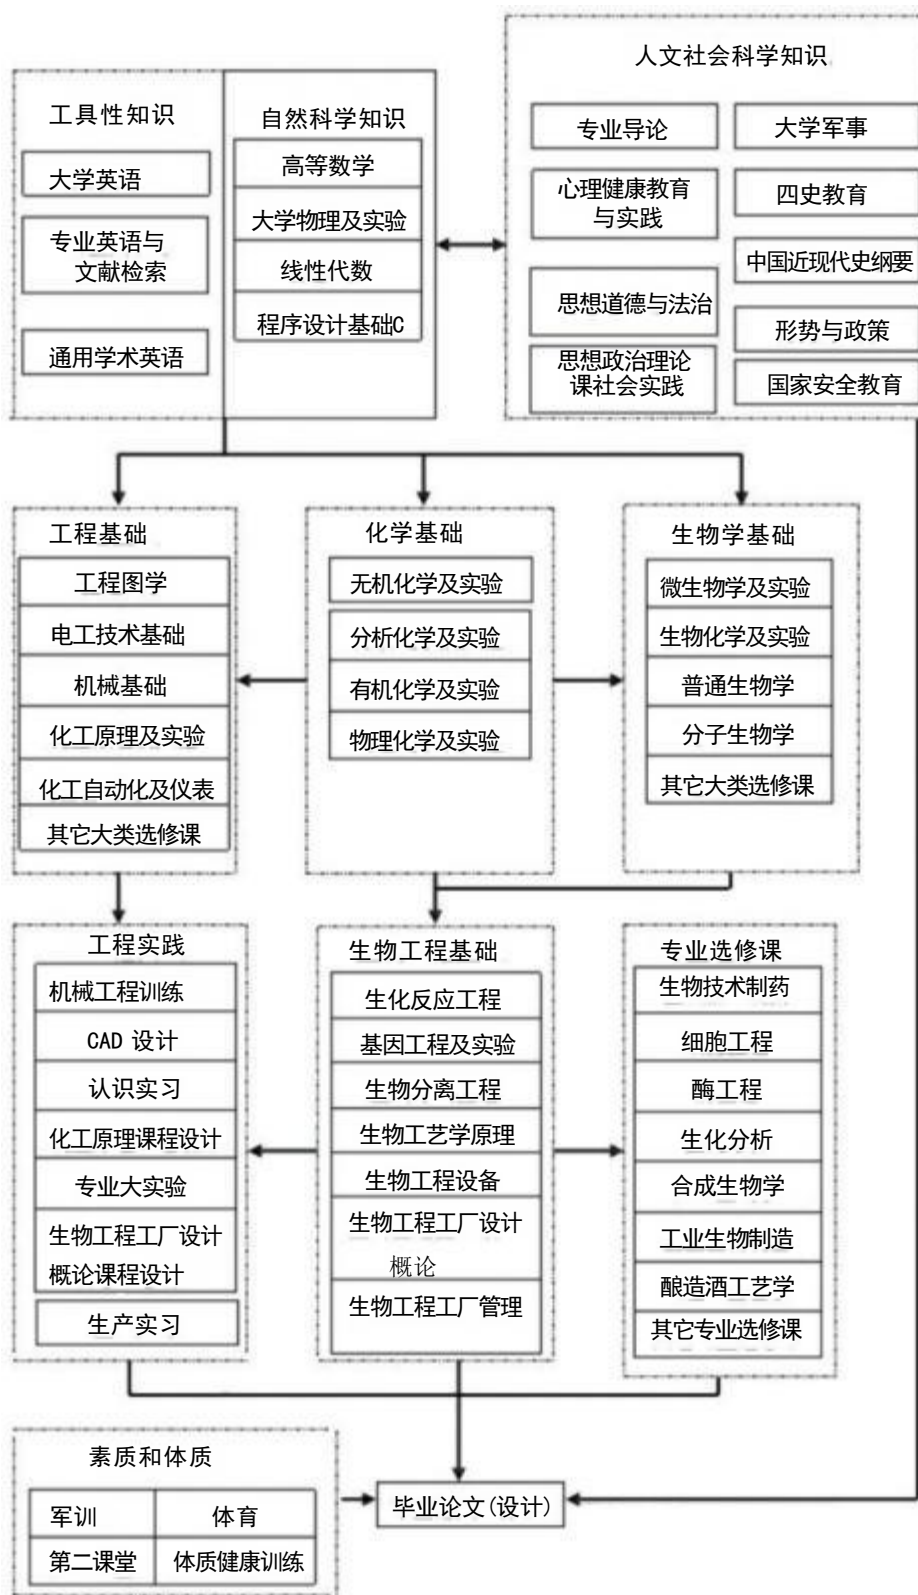 工具性知识
大学英语
专业英语与
文献检索
通用学术英语
自然科学知识
高等数学
大学物理及实验
线性代数
程序设计基础C
人文社会科学知识
专业导论
心理健康教育
与实践
思想道德与法治
思想政治理论
课社会实践
大学军事
四史教育
中国近现代史纲要
形势与政策
国家安全教育
工程基础
工程图学
电工技术基础
机械基础
化工原理及实验
化工自动化及仪表
其它大类选修课
化学基础
无机化学及实验
分析化学及实验
有机化学及实验
物理化学及实验
生物学基础
微生物学及实验
生物化学及实验
普通生物学
分子生物学
其它大类选修课
工程实践
机械工程训练
CAD 设计
认识实习
化工原理课程设计
专业大实验
生物工程工厂设计
概论课程设计
生产实习
生物工程基础
生化反应工程
基因工程及实验
生物分离工程
生物工艺学原理
生物工程设备
生物工程工厂设计
概论
生物工程工厂管理
专业选修课
生物技术制药
细胞工程
酶工程
生化分析
合成生物学
工业生物制造
酿造酒工艺学
其它专业选修课
素质和体质
军训
体育
第二课堂
体质健康训练
毕业论文(设计)